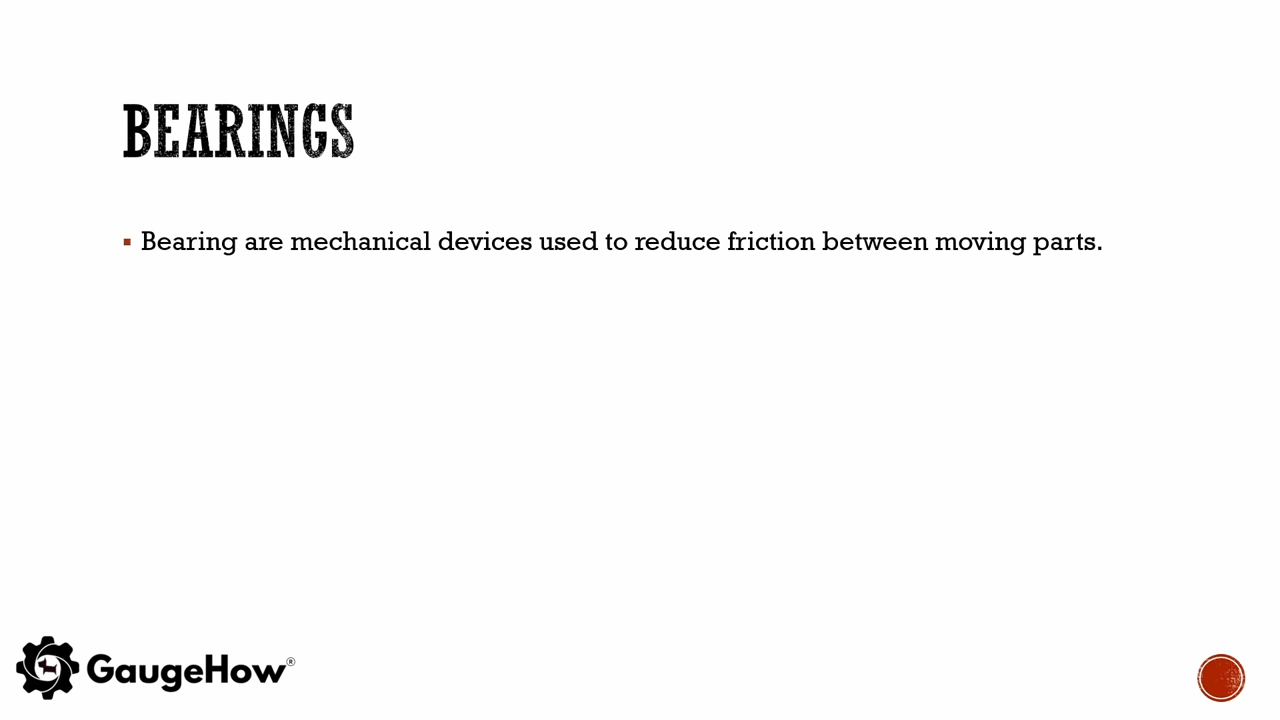 BEARINGS
▪ Bearing are mechanical devices used to reduce friction between moving parts.
GaugeHow®